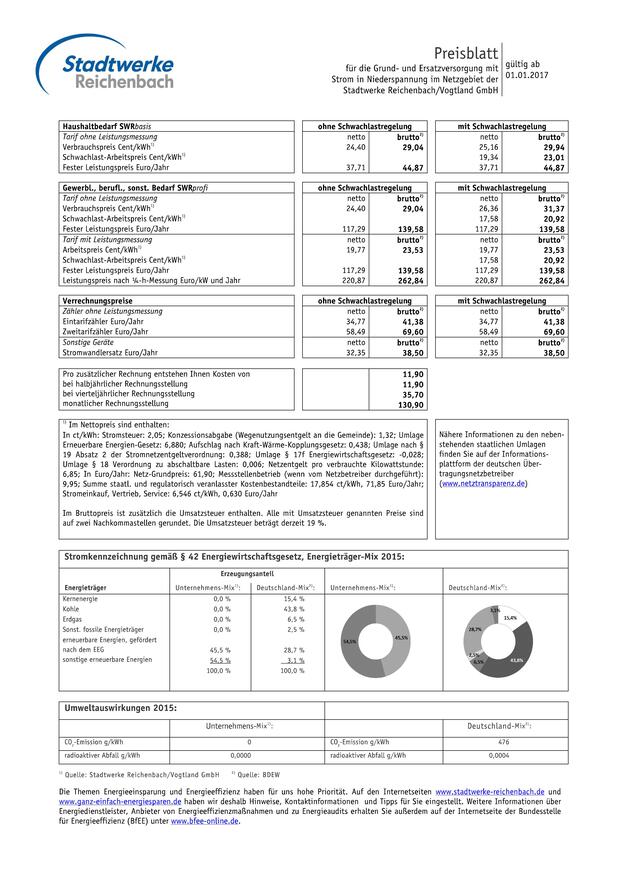 Stadtwerke
Reichenbach
Preisblatt
für die Grund- und Ersatzversorgung mit
Strom in Niederspannung im Netzgebiet der
Stadtwerke Reichenbach/Vogtland GmbH
gültig ab
01.01.2017
Haushaltbedarf SWRbasis ohne Schwachlastregelung mit Schwachlastregelung
Tarif ohne Leistungsmessung netto brutto²⁾ netto brutto²⁾
Verbrauchspreis Cent/kWh¹⁾ 24,40 29,04 25,16 29,94
Schwachlast-Arbeitspreis Cent/kWh¹⁾ 19,34 23,01
Fester Leistungspreis Euro/Jahr 37,71 44,87 37,71 44,87
Gewerbl., berufl., sonst. Bedarf SWRprofi ohne Schwachlastregelung mit Schwachlastregelung
Tarif ohne Leistungsmessung netto brutto²⁾ netto brutto²⁾
Verbrauchspreis Cent/kWh¹⁾ 24,40 29,04 26,36 31,37
Schwachlast-Arbeitspreis Cent/kWh¹⁾ 17,58 20,92
Fester Leistungspreis Euro/Jahr 117,29 139,58 117,29 139,58
Tarif mit Leistungsmessung netto brutto²⁾ netto brutto²⁾
Arbeitspreis Cent/kWh¹⁾ 19,77 23,53 19,77 23,53
Schwachlast-Arbeitspreis Cent/kWh¹⁾ 17,58 20,92
Fester Leistungspreis Euro/Jahr 117,29 139,58 117,29 139,58
Leistungspreis nach ¼-h-Messung Euro/kW und Jahr 220,87 262,84 220,87 262,84
Verrechnungspreise ohne Schwachlastregelung mit Schwachlastregelung
Zähler ohne Leistungsmessung netto brutto²⁾ netto brutto²⁾
Eintarifzähler Euro/Jahr 34,77 41,38 34,77 41,38
Zweitarifzähler Euro/Jahr 58,49 69,60 58,49 69,60
Sonstige Geräte netto brutto²⁾ netto brutto²⁾
Stromwandlersatz Euro/Jahr 32,35 38,50 32,35 38,50
Pro zusätzlicher Rechnung entstehen Ihnen Kosten von 11,90
bei halbjährlicher Rechnungsstellung 11,90
bei vierteljährlicher Rechnungsstellung 35,70
monatlicher Rechnungsstellung 130,90
¹⁾ Im Nettopreis sind enthalten:
In ct/kWh: Stromsteuer: 2,05; Konzessionsabgabe (Wegenutzungsentgelt an die Gemeinde): 1,32; Umlage
Erneuerbare Energien-Gesetz: 6,880; Aufschlag nach Kraft-Wärme-Kopplungsgesetz: 0,438; Umlage nach §
19 Absatz 2 der Stromnetzentgeltverordnung: 0,388; Umlage § 17f Energiewirtschaftsgesetz: -0,028;
Umlage § 18 Verordnung zu abschaltbare Lasten: 0,006; Netzentgelt pro verbrauchte Kilowattstunde:
6,85; In Euro/Jahr: Netz-Grundpreis: 61,90; Messstellenbetrieb (wenn vom Netzbetreiber durchgeführt):
9,95; Summe staatl. und regulatorisch veranlasster Kostenbestandteile: 17,854 ct/kWh, 71,85 Euro/Jahr;
Stromeinkauf, Vertrieb, Service: 6,546 ct/kWh, 0,630 Euro/Jahr
Im Bruttopreis ist zusätzlich die Umsatzsteuer enthalten. Alle mit Umsatzsteuer genannten Preise sind
auf zwei Nachkommastellen gerundet. Die Umsatzsteuer beträgt derzeit 19 %.
Nähere Informationen zu den neben-
stehenden staatlichen Umlagen
finden Sie auf der Informations-
plattform der deutschen Über-
tragungsnetzbetreiber
(www.netztransparenz.de)
Stromkennzeichnung gemäß § 42 Energiewirtschaftsgesetz, Energieträger-Mix 2015:
Erzeugungsanteil
Energieträger Unternehmens-Mix¹⁾: Deutschland-Mix²⁾: Unternehmens-Mix¹⁾: Deutschland-Mix²⁾:
Kernenergie 0,0 % 15,4 %
Kohle 0,0 % 43,8 %
Erdgas 0,0 % 6,5 %
Sonst. fossile Energieträger 0,0 % 2,5 %
erneuerbare Energien, gefördert
nach dem EEG 45,5 % 28,7 %
sonstige erneuerbare Energien 54,5 % 3,1 %
100,0 % 100,0 %
54,5% 45,5%
3,1% 15,4% 28,7% 2,5% 6,5% 43,8%
Umweltauswirkungen 2015:
Unternehmens-Mix¹⁾: Deutschland-Mix²⁾:
CO₂-Emission g/kWh 0 CO₂-Emission g/kWh 476
radioaktiver Abfall g/kWh 0,0000 radioaktiver Abfall g/kWh 0,0004
¹⁾ Quelle: Stadtwerke Reichenbach/Vogtland GmbH ²⁾ Quelle: BDEW
Die Themen Energieeinsparung und Energieeffizienz haben für uns hohe Priorität. Auf den Internetseiten www.stadtwerke-reichenbach.de und
www.ganz-einfach-energiesparen.de haben wir deshalb Hinweise, Kontaktinformationen und Tipps für Sie eingestellt. Weitere Informationen über
Energiedienstleister, Anbieter von Energieeffizienzmaßnahmen und zu Energieaudits erhalten Sie außerdem auf der Internetseite der Bundesstelle
für Energieeffizienz (BfEE) unter www.bfee-online.de.